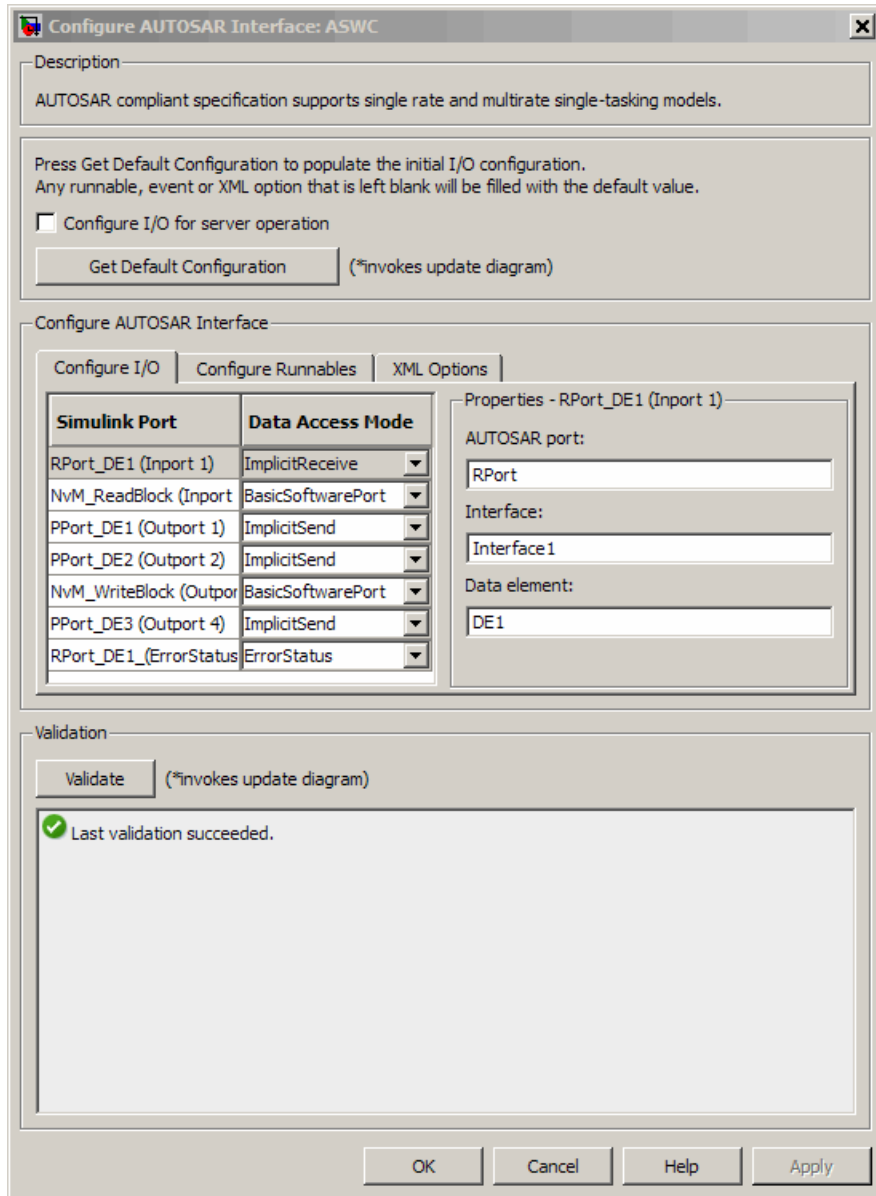 Configure AUTOSAR Interface: ASWC
Description
AUTOSAR compliant specification supports single rate and multirate single-tasking models.
Press Get Default Configuration to populate the initial I/O configuration.
Any runnable, event or XML option that is left blank will be filled with the default value.
Configure I/O for server operation
Get Default Configuration (*invokes update diagram)
Configure AUTOSAR Interface
Configure I/O Configure Runnables XML Options
Simulink Port Data Access Mode
RPort_DE1 (Inport 1) ImplicitReceive
NvM_ReadBlock (Inport BasicSoftwarePort
PPort_DE1 (Outport 1) ImplicitSend
PPort_DE2 (Outport 2) ImplicitSend
NvM_WriteBlock (Outpor BasicSoftwarePort
PPort_DE3 (Outport 4) ImplicitSend
RPort_DE1_(ErrorStatus ErrorStatus
Properties - RPort_DE1 (Inport 1)
AUTOSAR port:
RPort
Interface:
Interface1
Data element:
DE1
Validation
Validate (*invokes update diagram)
Last validation succeeded.
OK Cancel Help Apply